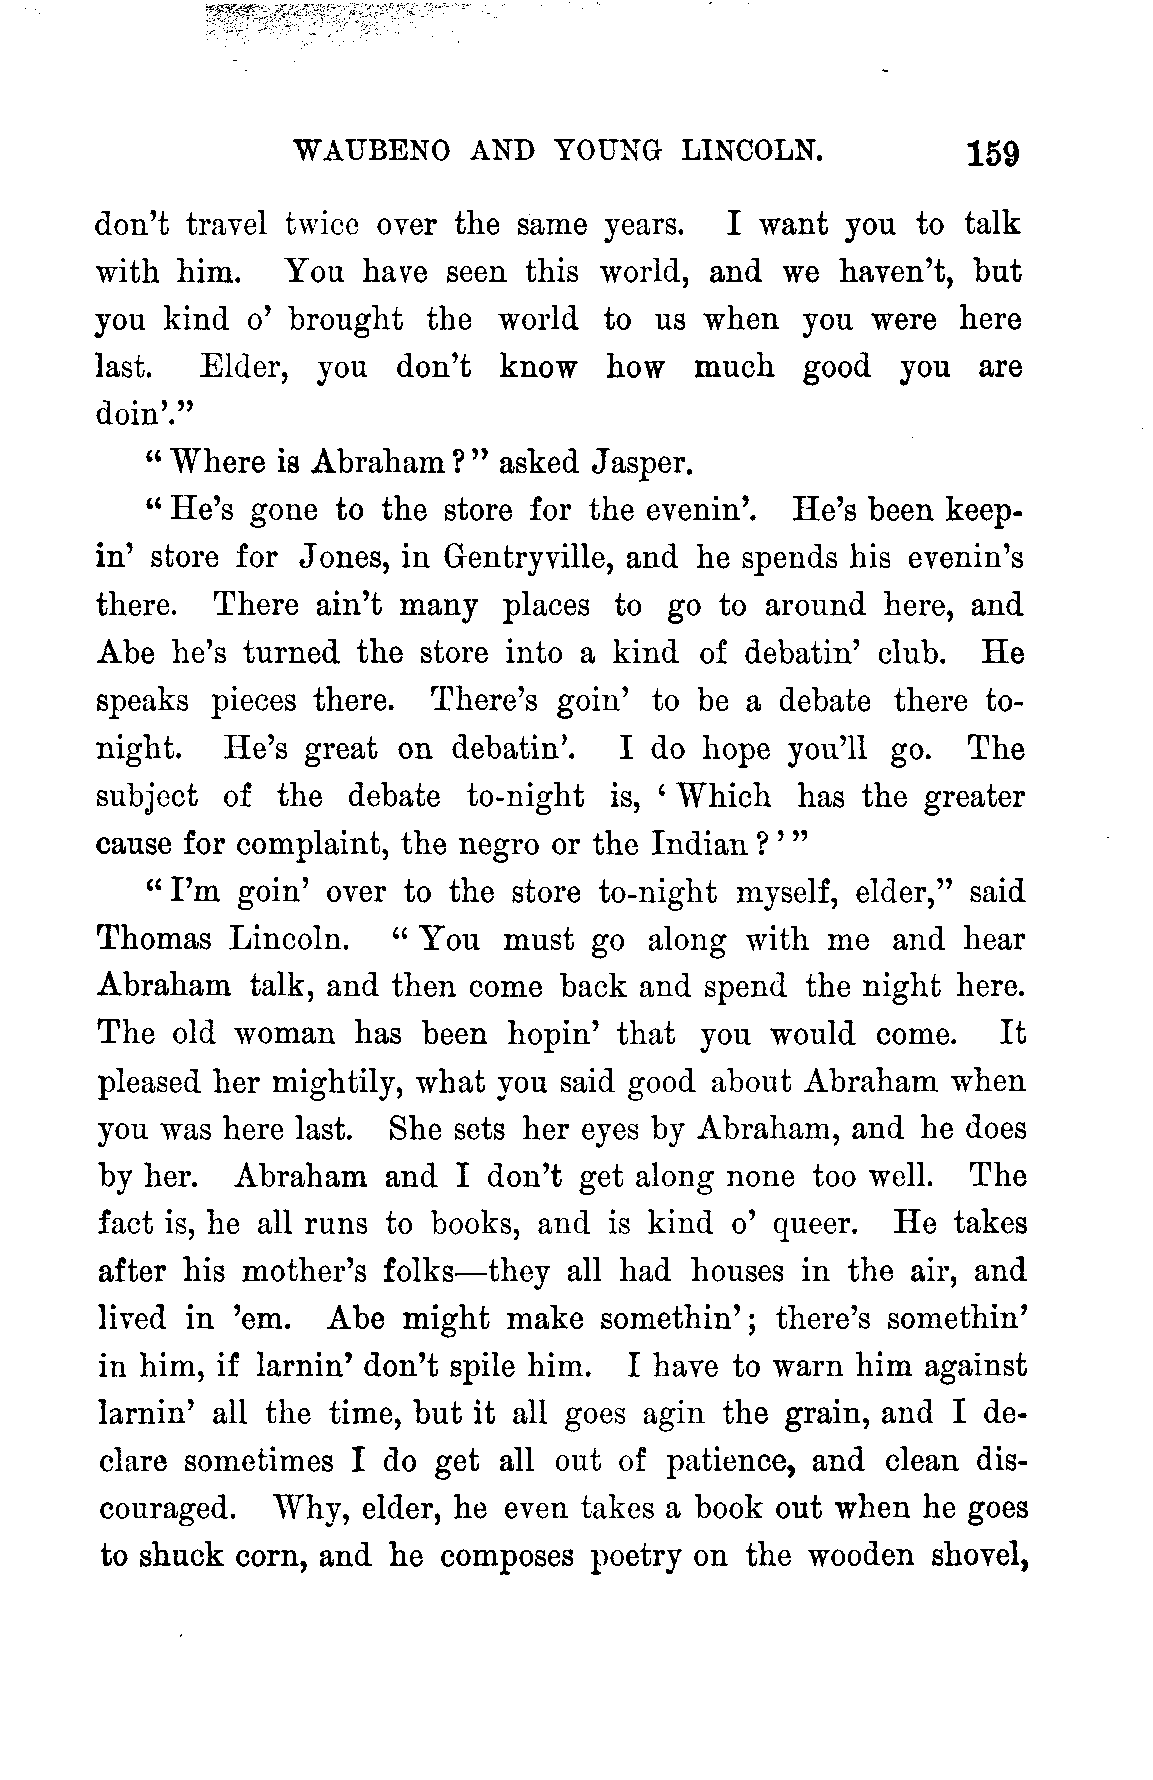 WAUBENO AND YOUNG LINCOLN. 159
don't travel twice over the same years. I want you to talk
with him. You have seen this world, and we haven't, but
you kind o' brought the world to us when you were here
last. Elder, you don't know how much good you are
doin'."
"Where is Abraham?" asked Jasper.
"He's gone to the store for the evenin'. He's been keep-
in' store for Jones, in Gentryville, and he spends his evenin's
there. There ain't many places to go to around here, and
Abe he's turned the store into a kind of debatin' club. He
speaks pieces there. There's goin' to be a debate there to-
night. He's great on debatin'. I do hope you'll go. The
subject of the debate to-night is, 'Which has the greater
cause for complaint, the negro or the Indian?'"
"I'm goin' over to the store to-night myself, elder," said
Thomas Lincoln. "You must go along with me and hear
Abraham talk, and then come back and spend the night here.
The old woman has been hopin' that you would come. It
pleased her mightily, what you said good about Abraham when
you was here last. She sets her eyes by Abraham, and he does
by her. Abraham and I don't get along none too well. The
fact is, he all runs to books, and is kind o' queer. He takes
after his mother's folks—they all had houses in the air, and
lived in 'em. Abe might make somethin'; there's somethin'
in him, if larnin' don't spile him. I have to warn him against
larnin' all the time, but it all goes agin the grain, and I de-
clare sometimes I do get all out of patience, and clean dis-
couraged. Why, elder, he even takes a book out when he goes
to shuck corn, and he composes poetry on the wooden shovel,